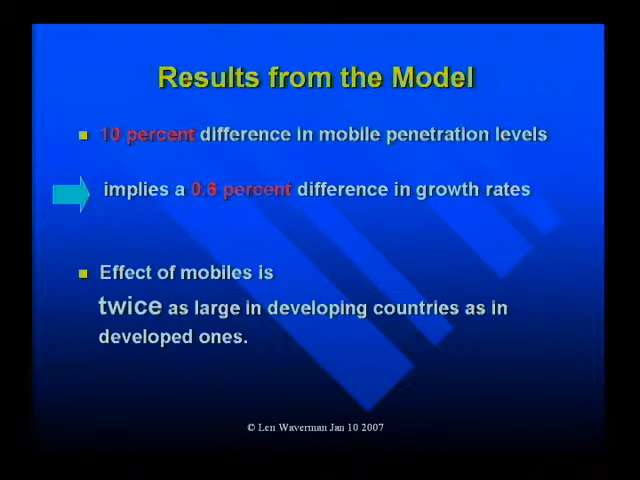 Results from the Model
10 percent difference in mobile penetration levels
implies a 0.6 percent difference in growth rates
Effect of mobiles is
twice as large in developing countries as in
developed ones.
© Len Waverman Jan 10 2007